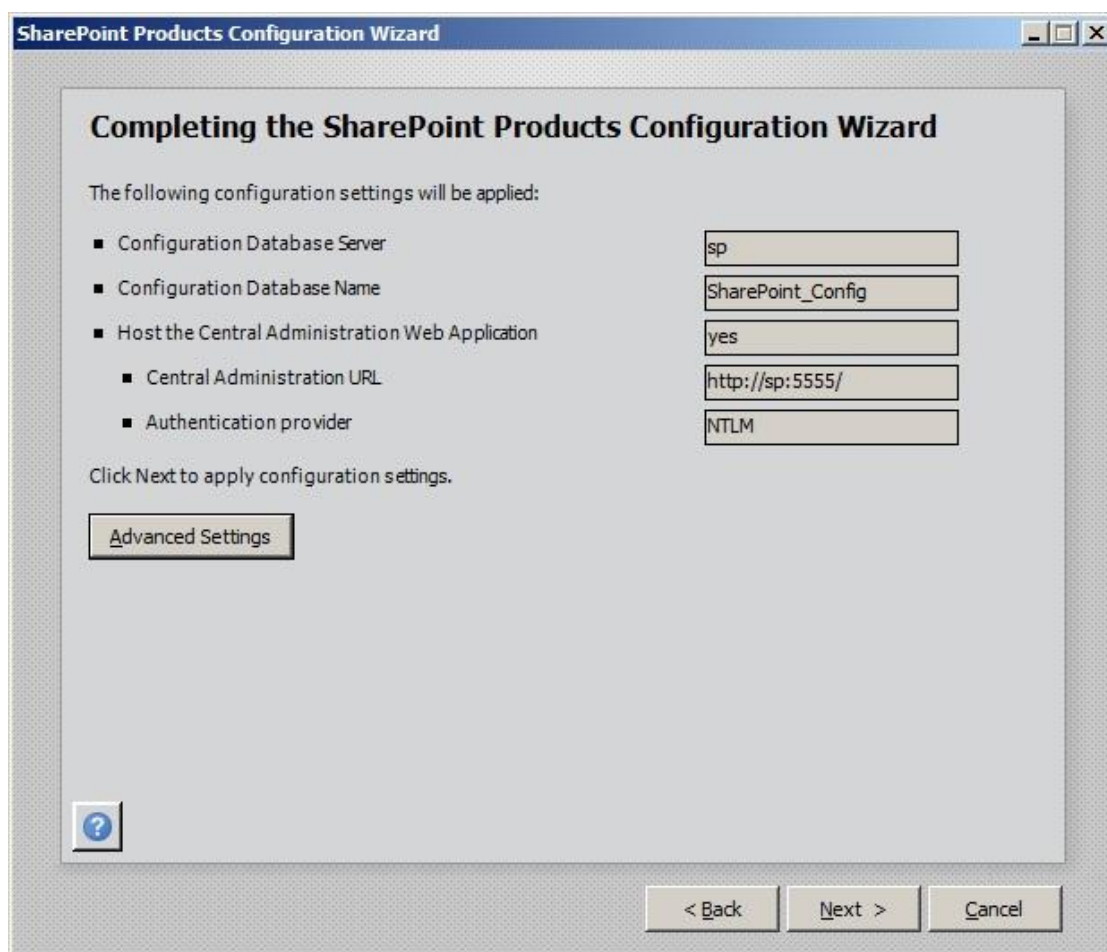 SharePoint Products Configuration Wizard
Completing the SharePoint Products Configuration Wizard
The following configuration settings will be applied:
Configuration Database Server sp
Configuration Database Name SharePoint_Config
Host the Central Administration Web Application yes
Central Administration URL http://sp:5555/
Authentication provider NTLM
Click Next to apply configuration settings.
Advanced Settings
?
< Back Next > Cancel